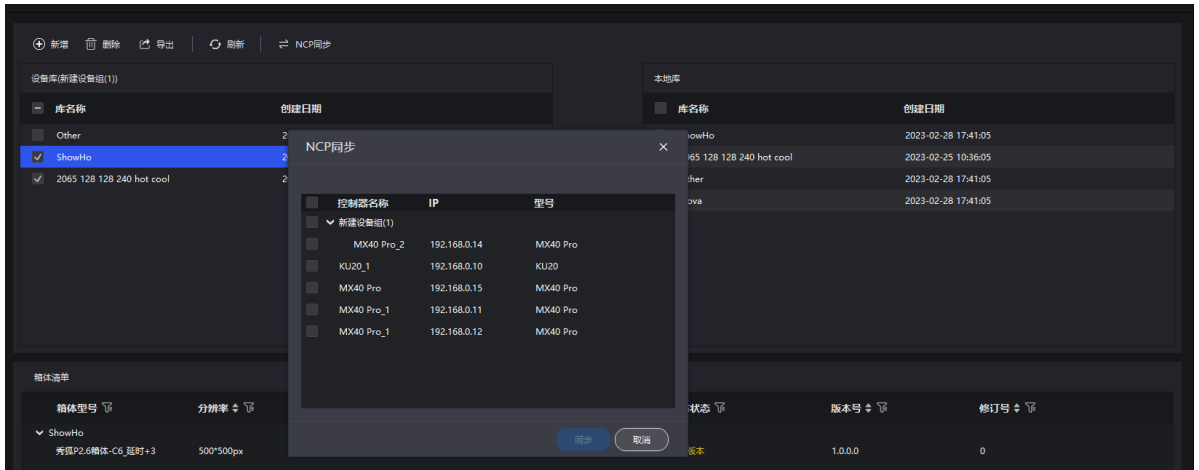 新增 删除 导出 刷新 NCP同步
设备库(新建设备组(1)) 本地库
库名称 创建日期 库名称 创建日期
Other 2 owHo 2023-02-28 17:41:05
ShowHo 2 65 128 128 240 hot cool 2023-02-25 10:36:05
2065 128 128 240 hot cool 2 her 2023-02-28 17:41:05
ova 2023-02-28 17:41:05
NCP同步
控制器名称 IP 型号
新建设备组(1)
MX40 Pro_2 192.168.0.14 MX40 Pro
KU20_1 192.168.0.10 KU20
MX40 Pro 192.168.0.15 MX40 Pro
MX40 Pro_1 192.168.0.11 MX40 Pro
MX40 Pro_1 192.168.0.12 MX40 Pro
同步 取消
箱体清单
箱体型号 分辨率 状态 版本号 修订号
ShowHo
秀狐P2.6箱体-C6_延时+3 500*500px 版本 1.0.0.0 0